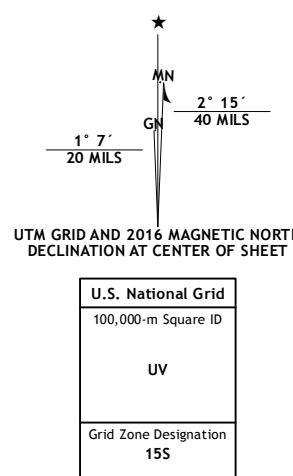 ★
MN
2° 15´
40 MILS
GN
1° 7´
20 MILS
UTM GRID AND 2016 MAGNETIC NORTH
DECLINATION AT CENTER OF SHEET
U.S. National Grid
100,000-m Square ID
UV
Grid Zone Designation
15S